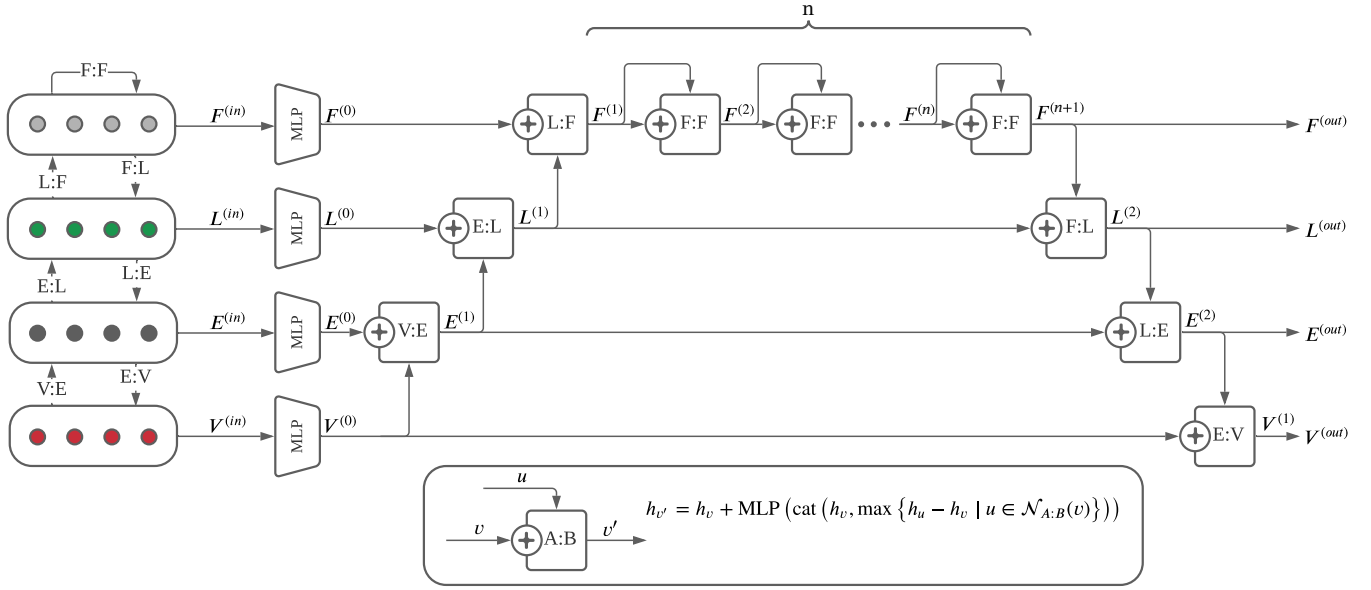 n
F:F
F^(in) MLP F^(0) L:F F^(1) F:F F^(2) F:F ••• F^(n) F:F F^(n+1) F^(out)
L:F F:L
L^(in) MLP L^(0) E:L L^(1) F:L L^(2) L^(out)
E:L L:E
E^(in) MLP E^(0) V:E E^(1) L:E E^(2) E^(out)
V:E E:V
V^(in) MLP V^(0) E:V V^(1) V^(out)
u
v A:B v′
h_v′ = h_v + MLP (cat (h_v, max {h_u − h_v | u ∈ 𝒩_A:B(v)}))